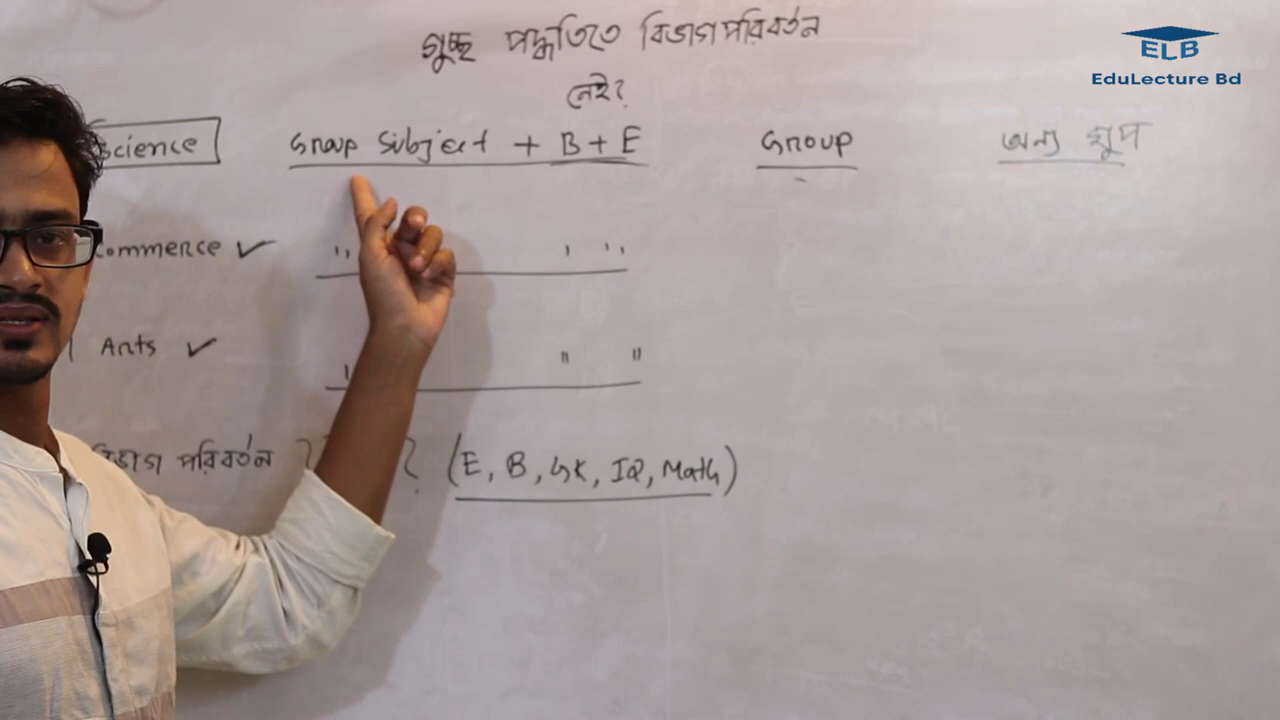 গুচ্ছ পদ্ধতিতে বিভাগ পরিবর্তন
নেই?
ELB
EduLecture Bd
Science Group Subject + B + E Group অন্য গ্রুপ
Commerce ✓ " " "
Arts ✓ " " "
বিভাগ পরিবর্তন ? ? (E, B, GK, IQ, Math)